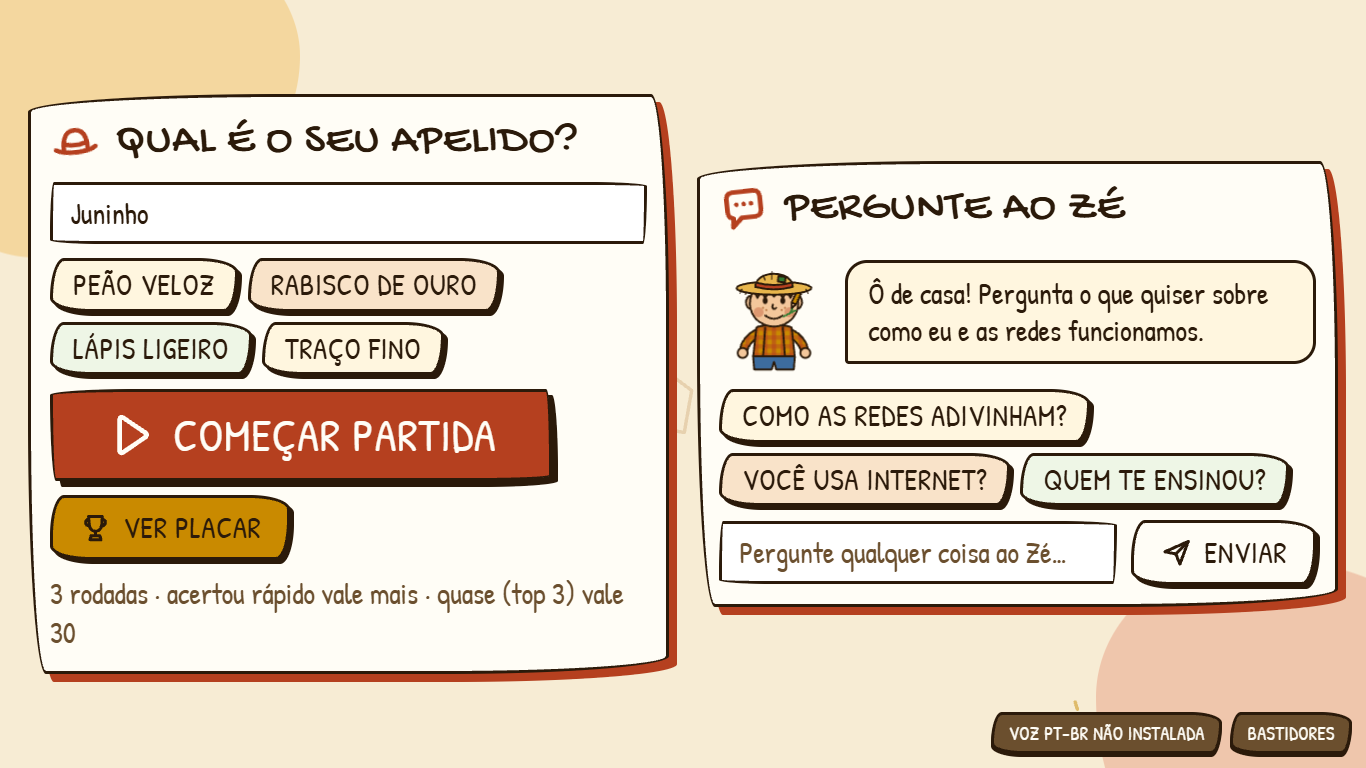 QUAL É O SEU APELIDO?
Juninho
PEÃO VELOZ
RABISCO DE OURO
LÁPIS LIGEIRO
TRAÇO FINO
COMEÇAR PARTIDA
VER PLACAR
3 rodadas · acertou rápido vale mais · quase (top 3) vale
30
PERGUNTE AO ZÉ
Ô de casa! Pergunta o que quiser sobre
como eu e as redes funcionamos.
COMO AS REDES ADIVINHAM?
VOCÊ USA INTERNET?
QUEM TE ENSINOU?
Pergunte qualquer coisa ao Zé...
ENVIAR
VOZ PT-BR NÃO INSTALADA
BASTIDORES